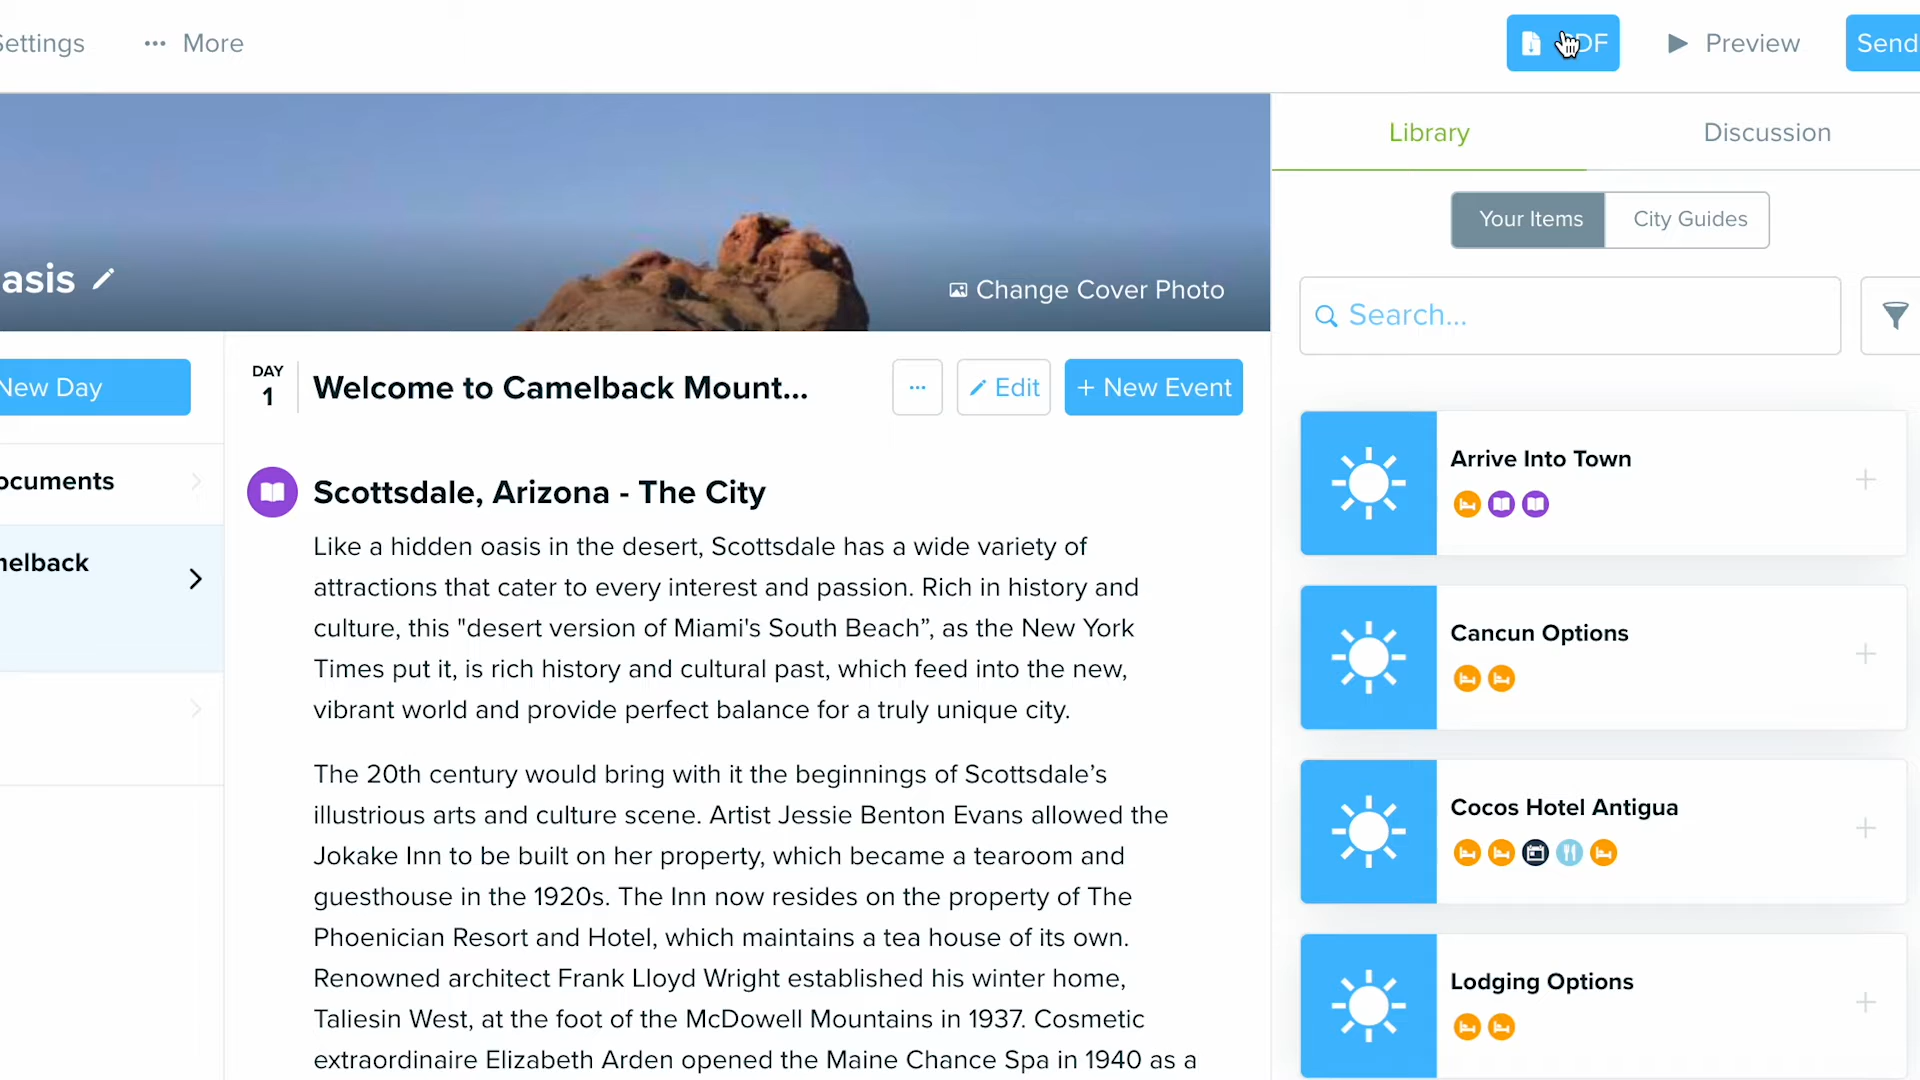 Settings
More
Preview
Send
Library
Discussion
Your Items
City Guides
asis
Change Cover Photo
Search...
New Day
DAY
1
Welcome to Camelback Mount...
Edit
+ New Event
ocuments
melback
Scottsdale, Arizona - The City
Like a hidden oasis in the desert, Scottsdale has a wide variety of
attractions that cater to every interest and passion. Rich in history and
culture, this "desert version of Miami's South Beach”, as the New York
Times put it, is rich history and cultural past, which feed into the new,
vibrant world and provide perfect balance for a truly unique city.
The 20th century would bring with it the beginnings of Scottsdale’s
illustrious arts and culture scene. Artist Jessie Benton Evans allowed the
Jokake Inn to be built on her property, which became a tearoom and
guesthouse in the 1920s. The Inn now resides on the property of The
Phoenician Resort and Hotel, which maintains a tea house of its own.
Renowned architect Frank Lloyd Wright established his winter home,
Taliesin West, at the foot of the McDowell Mountains in 1937. Cosmetic
extraordinaire Elizabeth Arden opened the Maine Chance Spa in 1940 as a
Arrive Into Town
Cancun Options
Cocos Hotel Antigua
Lodging Options